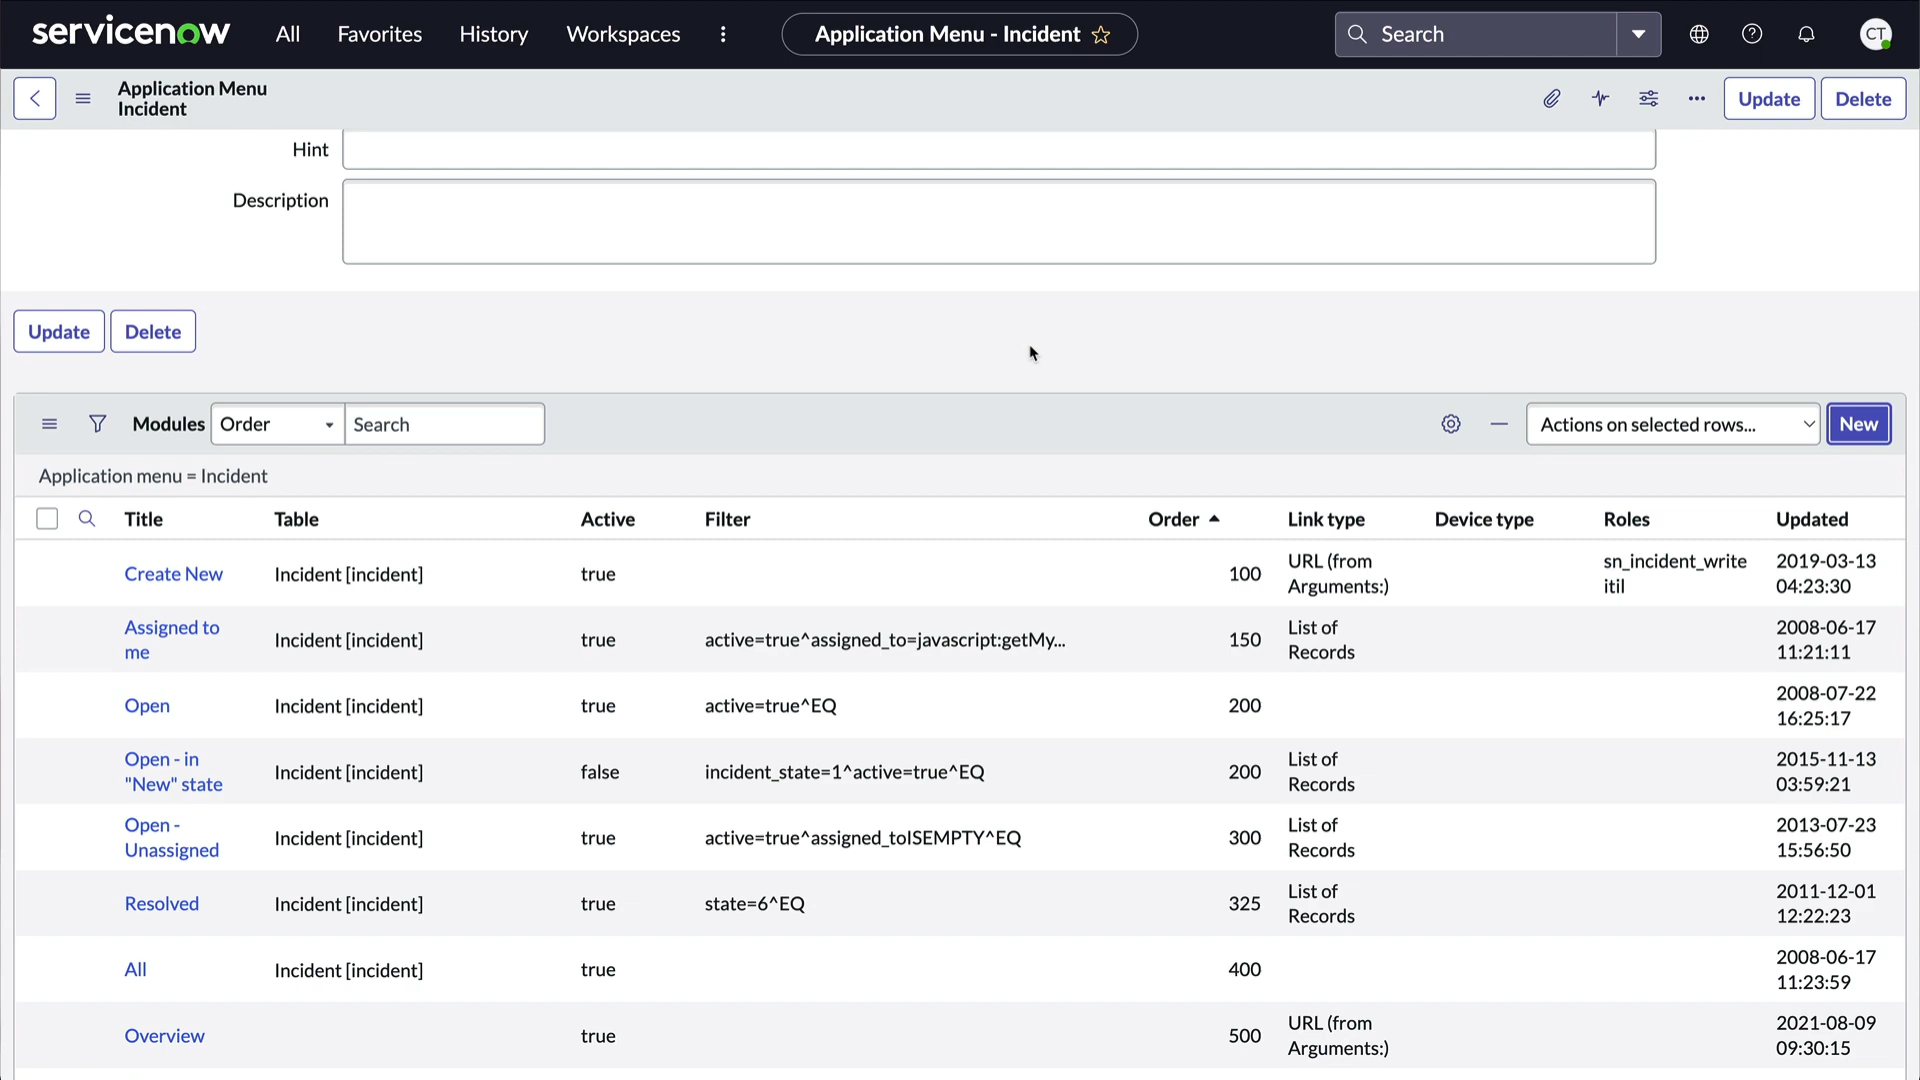 servicenow All Favorites History Workspaces Application Menu - Incident Search CT
Application Menu
Incident
Update Delete
Hint
Description
Update Delete
Modules Order Search Actions on selected rows... New
Application menu = Incident
Title Table Active Filter Order Link type Device type Roles Updated
Create New Incident [incident] true 100 URL (from Arguments:) sn_incident_write itil 2019-03-13 04:23:30
Assigned to me Incident [incident] true active=true^assigned_to=javascript:getMy... 150 List of Records 2008-06-17 11:21:11
Open Incident [incident] true active=true^EQ 200 2008-07-22 16:25:17
Open - in "New" state Incident [incident] false incident_state=1^active=true^EQ 200 List of Records 2015-11-13 03:59:21
Open - Unassigned Incident [incident] true active=true^assigned_toISEMPTY^EQ 300 List of Records 2013-07-23 15:56:50
Resolved Incident [incident] true state=6^EQ 325 List of Records 2011-12-01 12:22:23
All Incident [incident] true 400 2008-06-17 11:23:59
Overview true 500 URL (from Arguments:) 2021-08-09 09:30:15